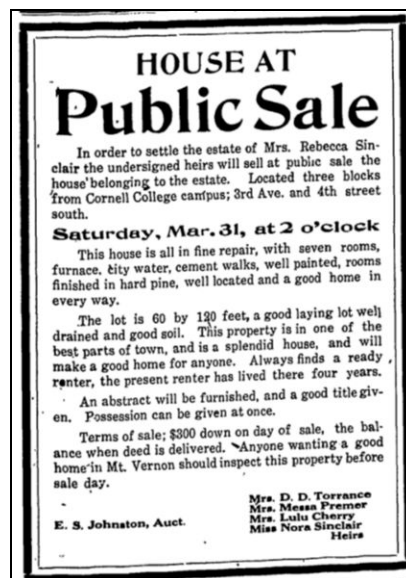 HOUSE AT
Public Sale
In order to settle the estate of Mrs. Rebecca Sin-
clair the undersigned heirs will sell at public sale the
house belonging to the estate. Located three blocks
from Cornell College campus; 3rd Ave. and 4th street
south.
Saturday, Mar. 31, at 2 o'clock
This house is all in fine repair, with seven rooms,
furnace, city water, cement walks, well painted, rooms
finished in hard pine, well located and a good home in
every way.
The lot is 60 by 120 feet, a good laying lot well
drained and good soil. This property is in one of the
best parts of town, and is a splendid house, and will
make a good home for anyone. Always finds a ready
renter, the present renter has lived there four years.
An abstract will be furnished, and a good title giv-
en. Possession can be given at once.
Terms of sale; $300 down on day of sale, the bal-
ance when deed is delivered. Anyone wanting a good
home in Mt. Vernon should inspect this property before
sale day.
Mrs. D. D. Torrance
Mrs. Messa Premer
Mrs. Lulu Cherry
Miss Nora Sinclair
Heirs
E. S. Johnston, Auct.